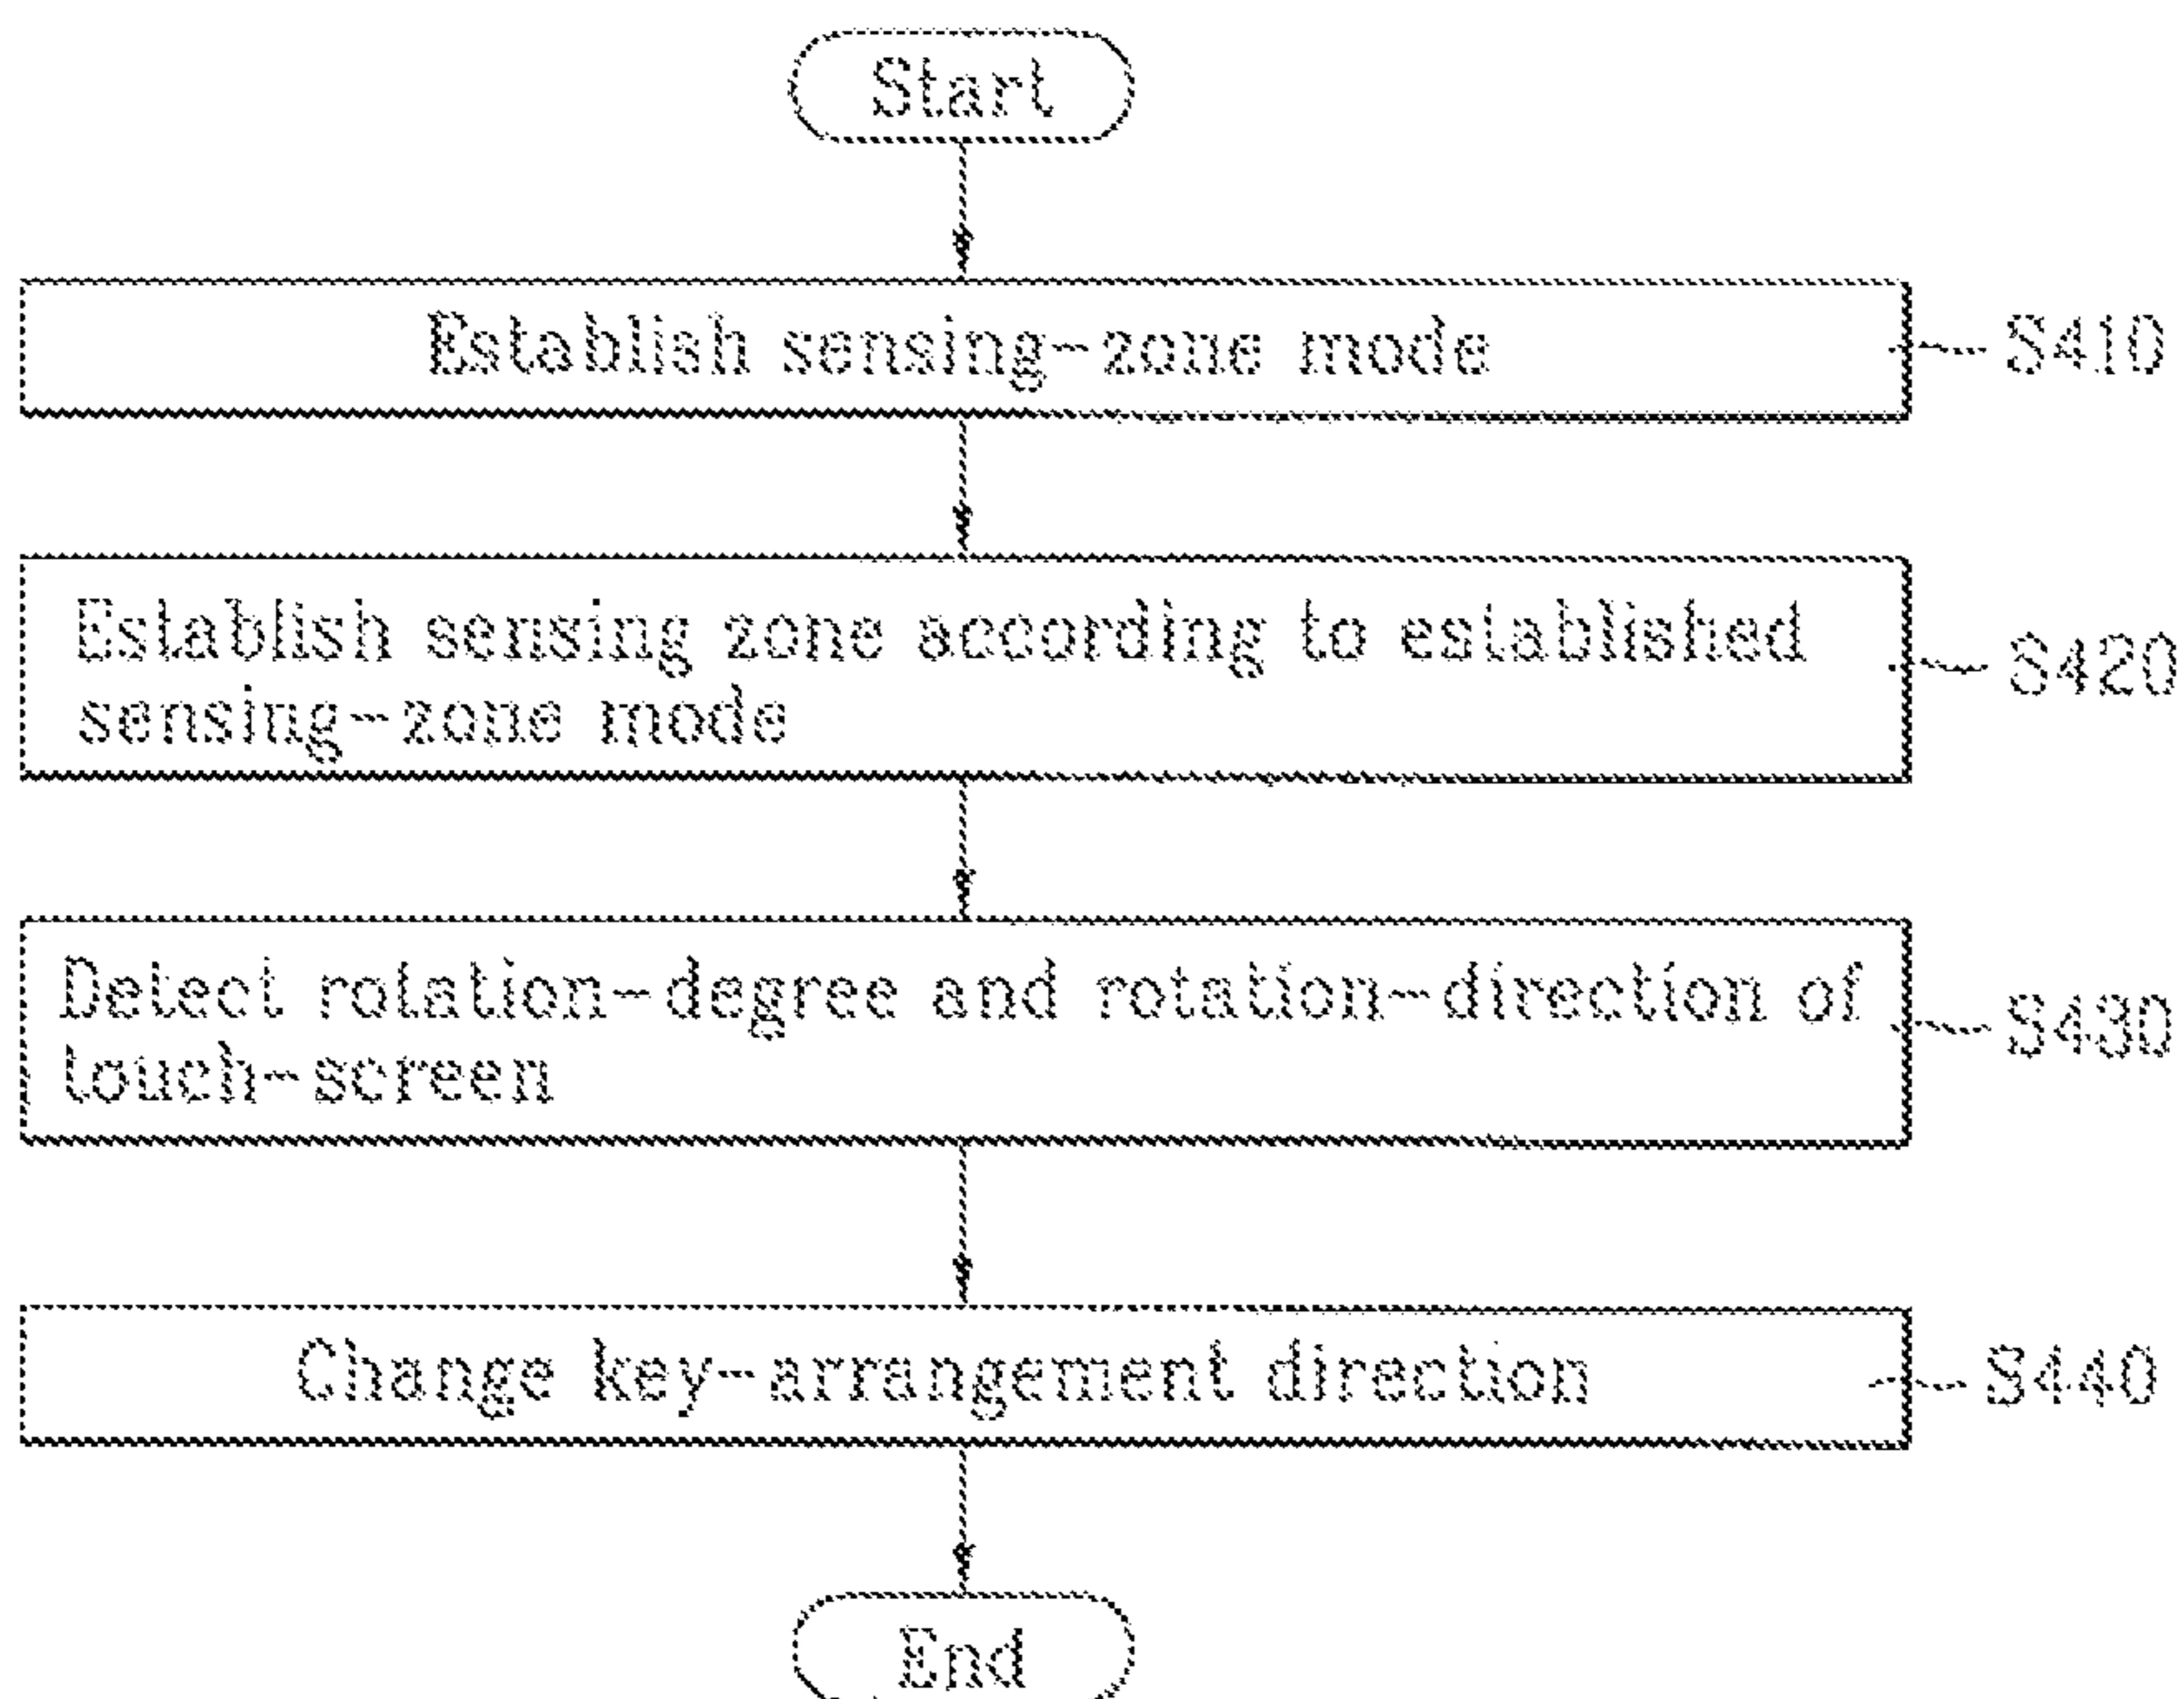 Start
Establish sensing-zone mode
S410
Establish sensing zone according to established
sensing-zone mode
S420
Detect rotation-degree and rotation-direction of
touch-screen
S430
Change key-arrangement direction
S440
End